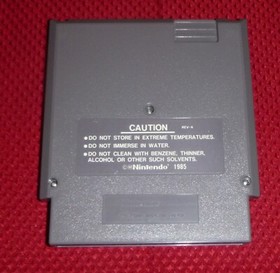 CAUTION REV-A
●DO NOT STORE IN EXTREME TEMPERATURES.
●DO NOT IMMERSE IN WATER.
●DO NOT CLEAN WITH BENZENE, THINNER,
ALCOHOL OR OTHER SUCH SOLVENTS.
©®Nintendo 1985